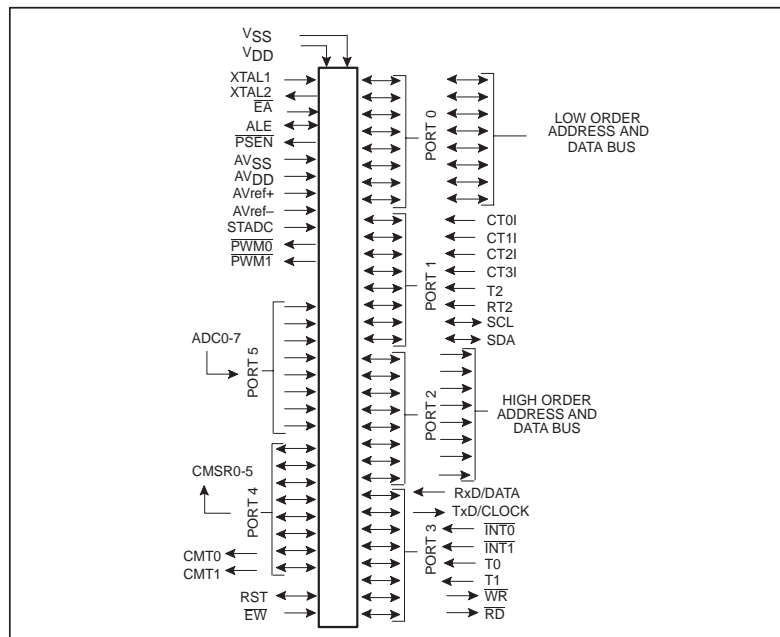 VSS
VDD
XTAL1
XTAL2
EA
ALE
PSEN
AVSS
AVDD
AVref+
AVref–
STADC
PWM0
PWM1
ADC0-7
PORT 5
CMSR0-5
PORT 4
CMT0
CMT1
RST
EW
PORT 0
LOW ORDER
ADDRESS AND
DATA BUS
PORT 1
CT0I
CT1I
CT2I
CT3I
T2
RT2
SCL
SDA
PORT 2
HIGH ORDER
ADDRESS AND
DATA BUS
PORT 3
RxD/DATA
TxD/CLOCK
INT0
INT1
T0
T1
WR
RD